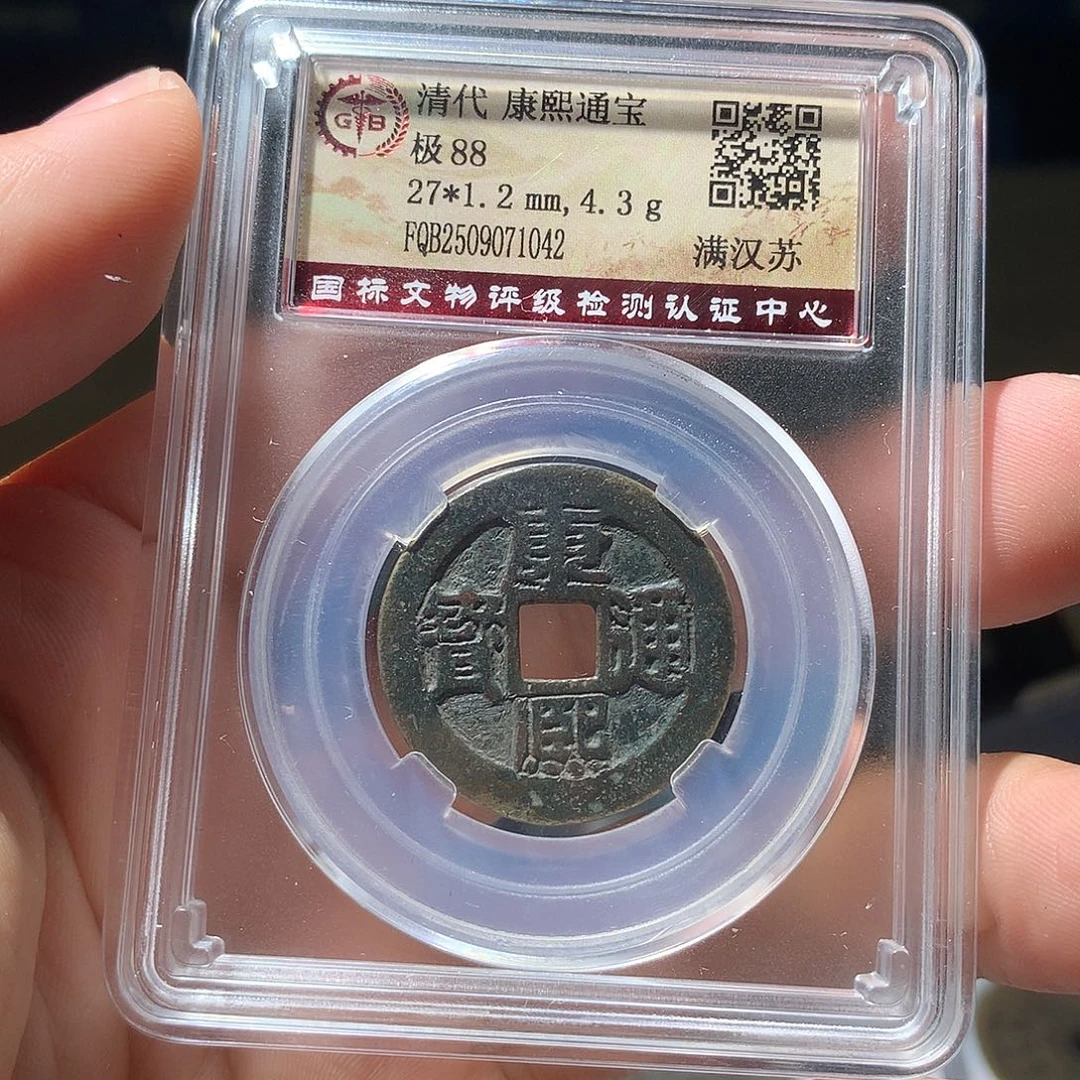 GB
清代 康熙通宝
极88
27*1.2 mm, 4.3 g
FQB2509071042
满汉苏
国标文物评级检测认证中心
康
寶 通
熙